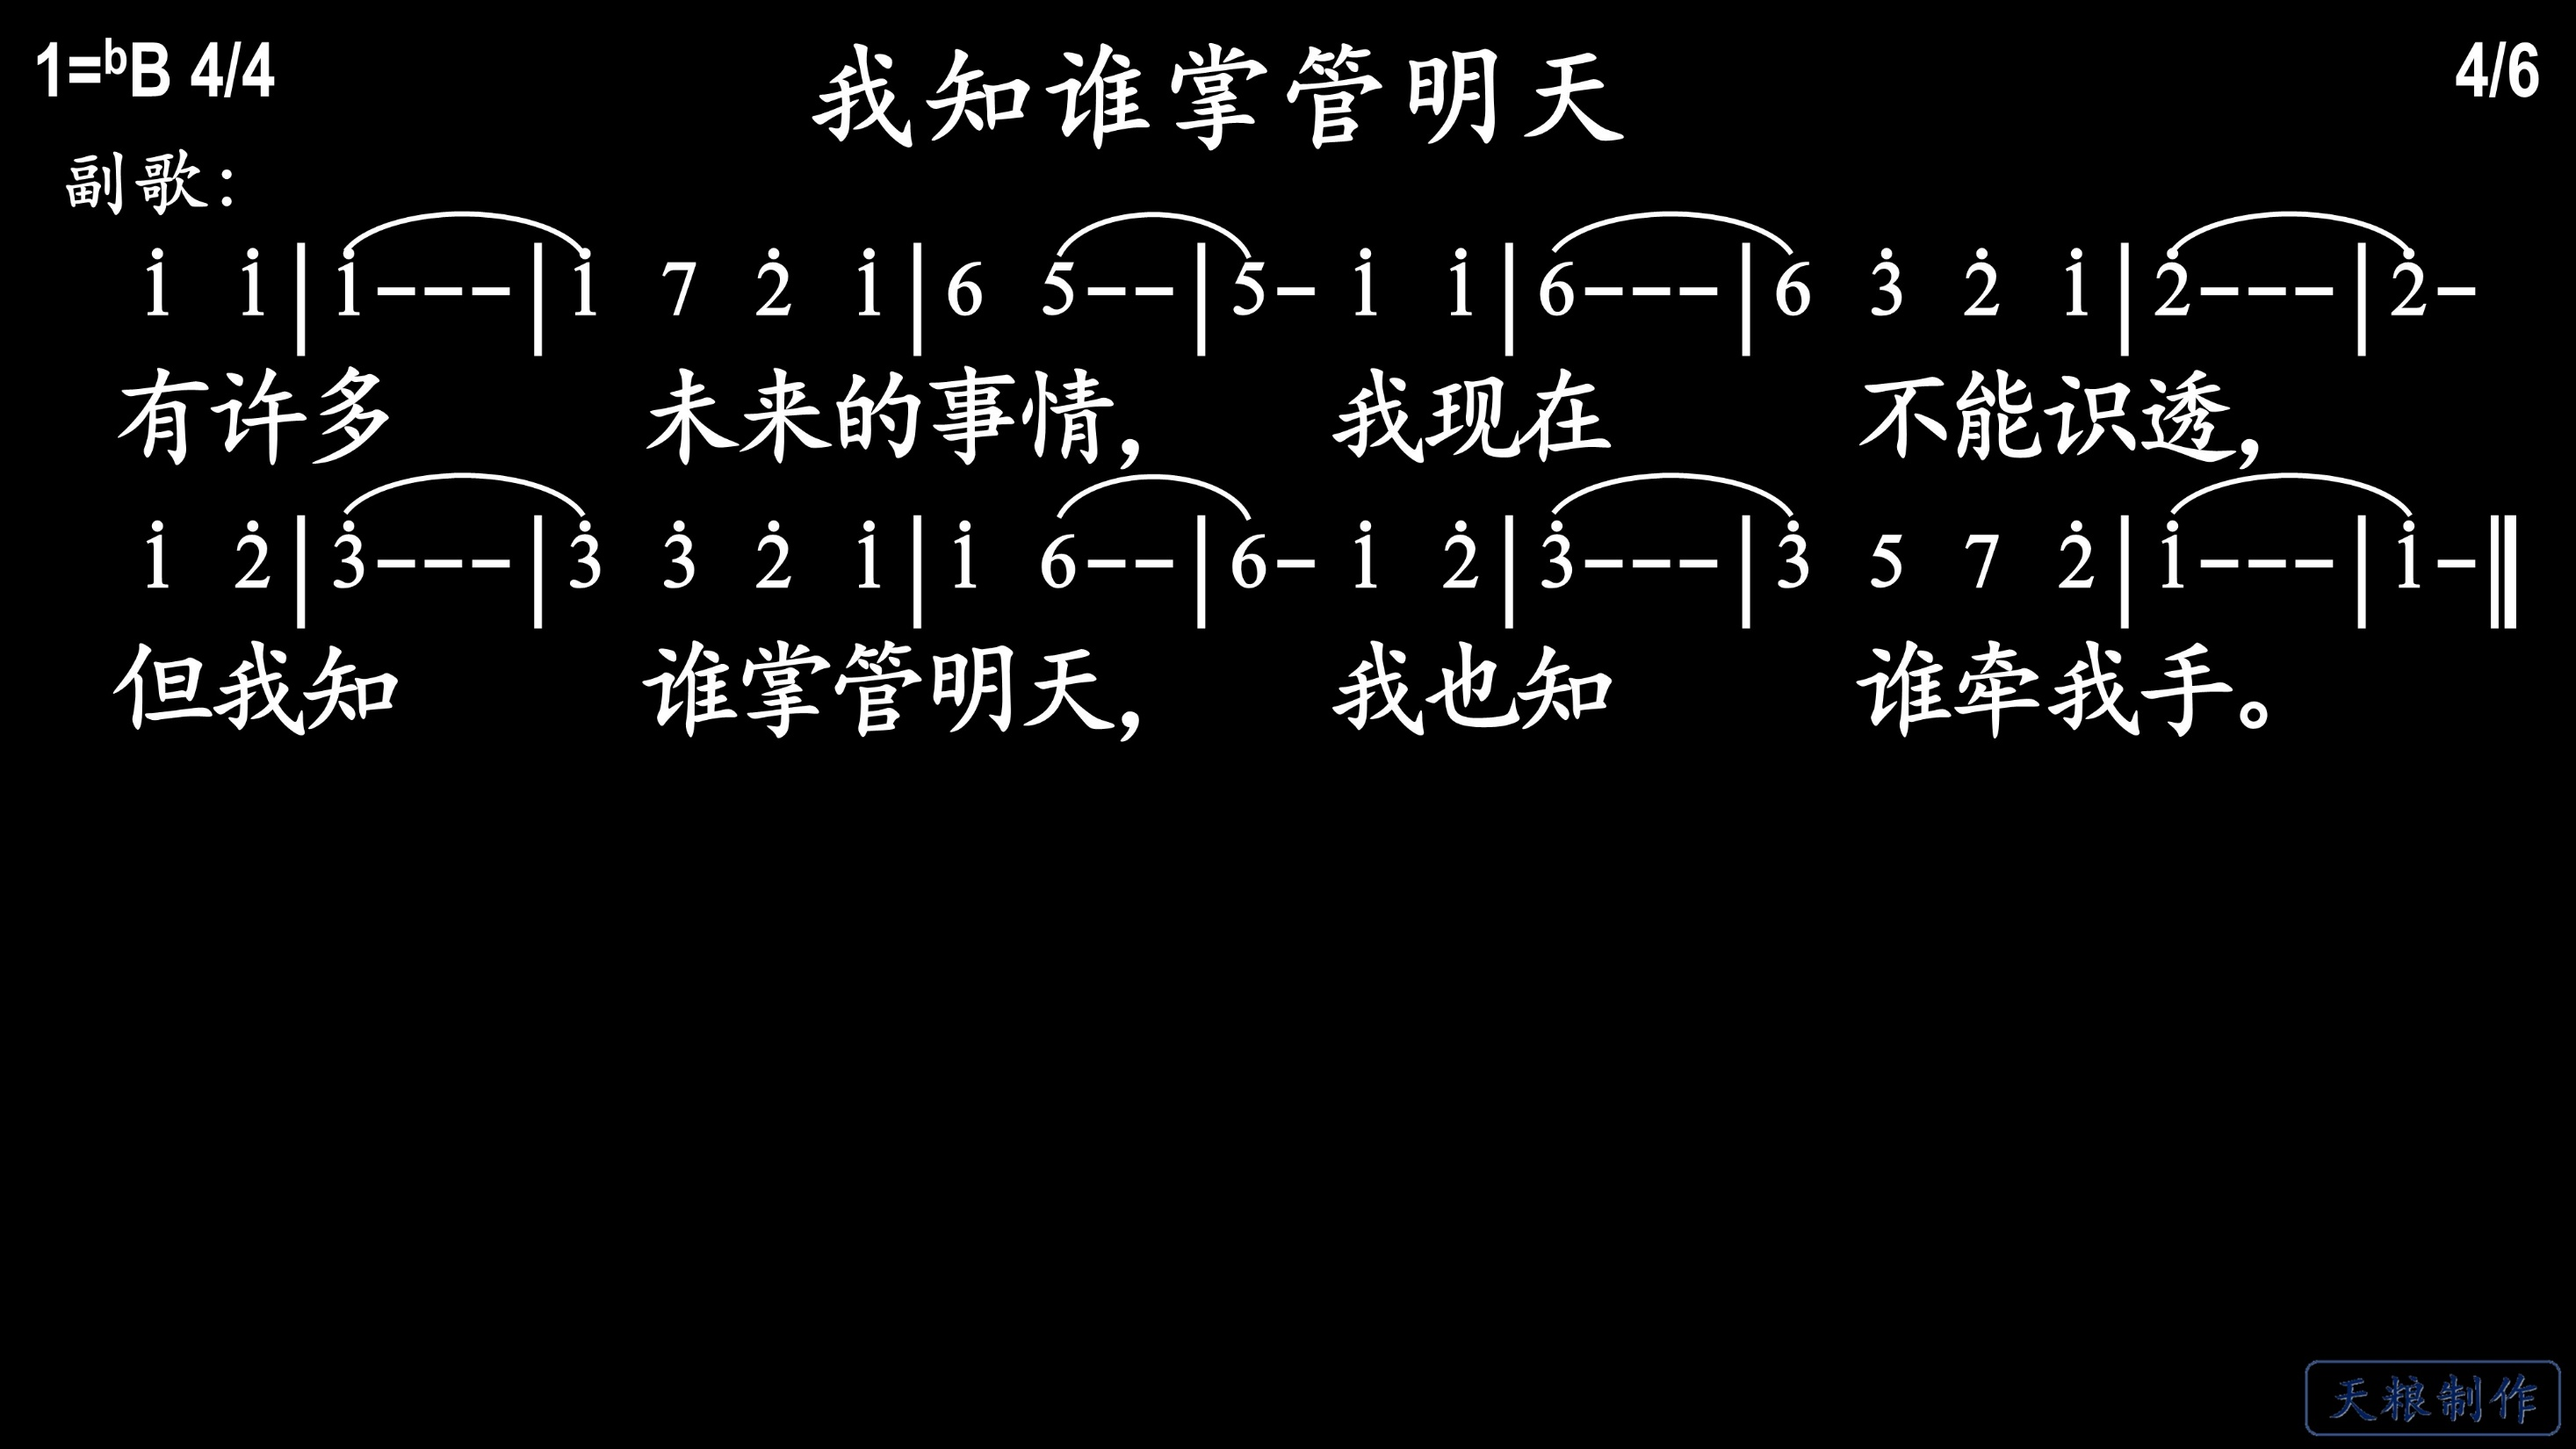 1=bB 4/4
我知谁掌管明天
4/6
副歌：
i i | i - - - | i 7 2̇ i | 6 5 - - | 5 - i i | 6 - - - | 6 3̇ 2̇ i | 2̇ - - - | 2̇ -
有许多 未来的事情， 我现在 不能识透，
i 2̇ | 3̇ - - - | 3̇ 3̇ 2̇ i | i 6 - - | 6 - i 2̇ | 3̇ - - - | 3̇ 5 7 2̇ | i - - - | i - ‖
但我知 谁掌管明天， 我也知 谁牵我手。
天粮制作